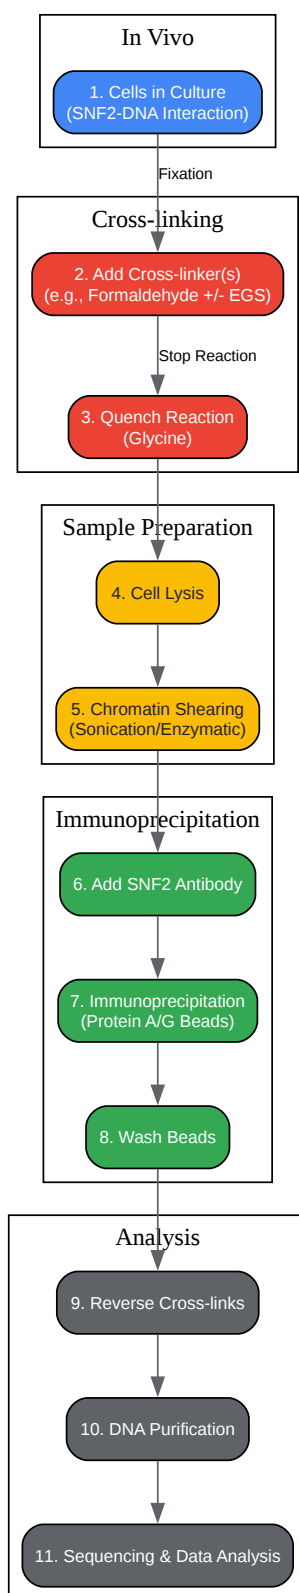 In Vivo
1. Cells in Culture
(SNF2-DNA Interaction)
Fixation
Cross-linking
2. Add Cross-linker(s)
(e.g., Formaldehyde +/- EGS)
Stop Reaction
3. Quench Reaction
(Glycine)
Sample Preparation
4. Cell Lysis
5. Chromatin Shearing
(Sonication/Enzymatic)
Immunoprecipitation
6. Add SNF2 Antibody
7. Immunoprecipitation
(Protein A/G Beads)
8. Wash Beads
Analysis
9. Reverse Cross-links
10. DNA Purification
11. Sequencing & Data Analysis